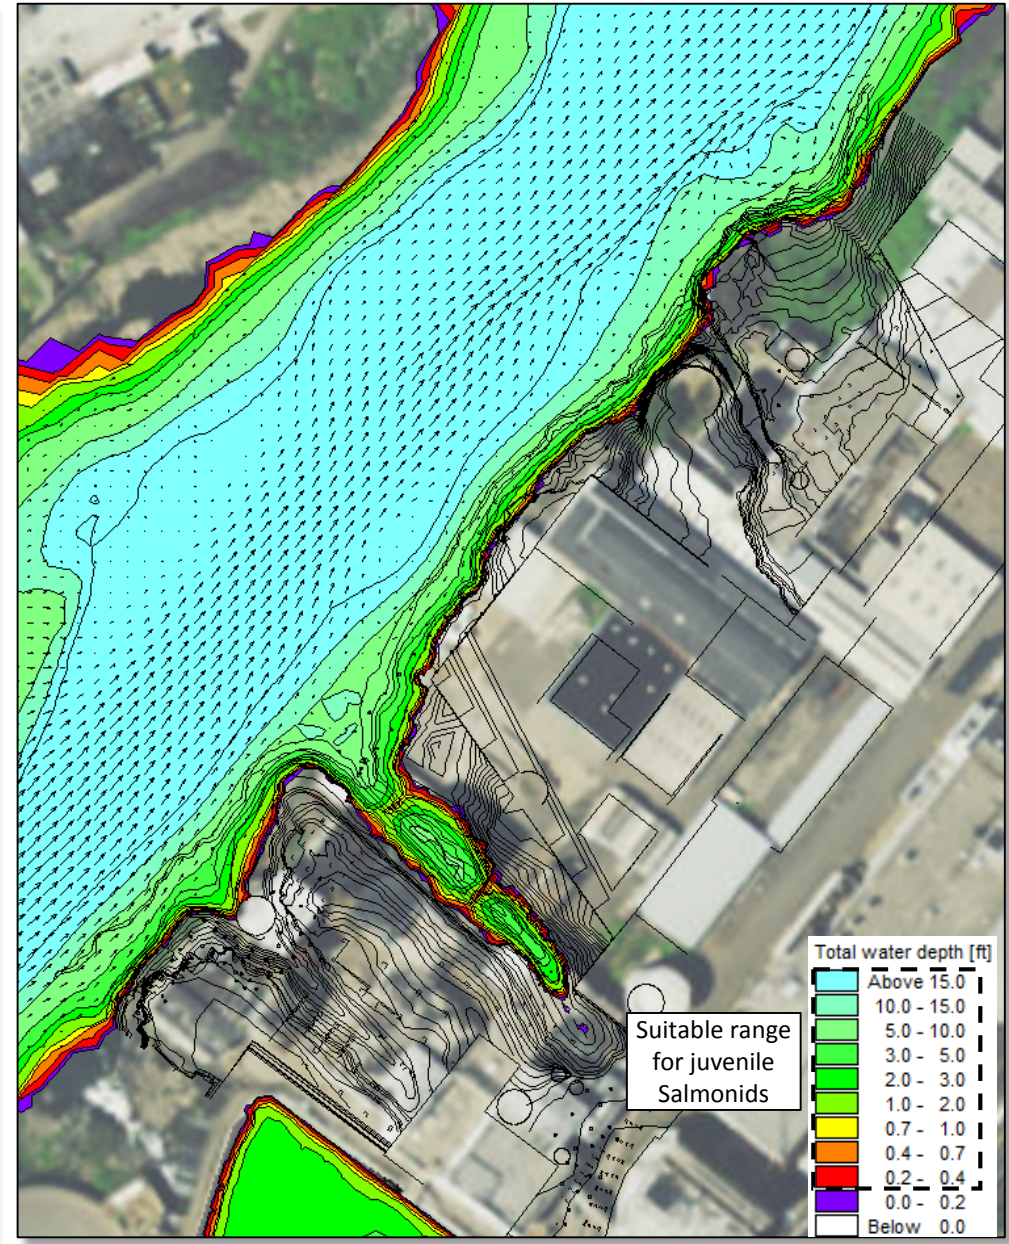 Total water depth [ft]
Above 15.0
10.0 - 15.0
5.0 - 10.0
3.0 - 5.0
2.0 - 3.0
1.0 - 2.0
0.7 - 1.0
0.4 - 0.7
0.2 - 0.4
0.0 - 0.2
Below 0.0
Suitable range
for juvenile
Salmonids